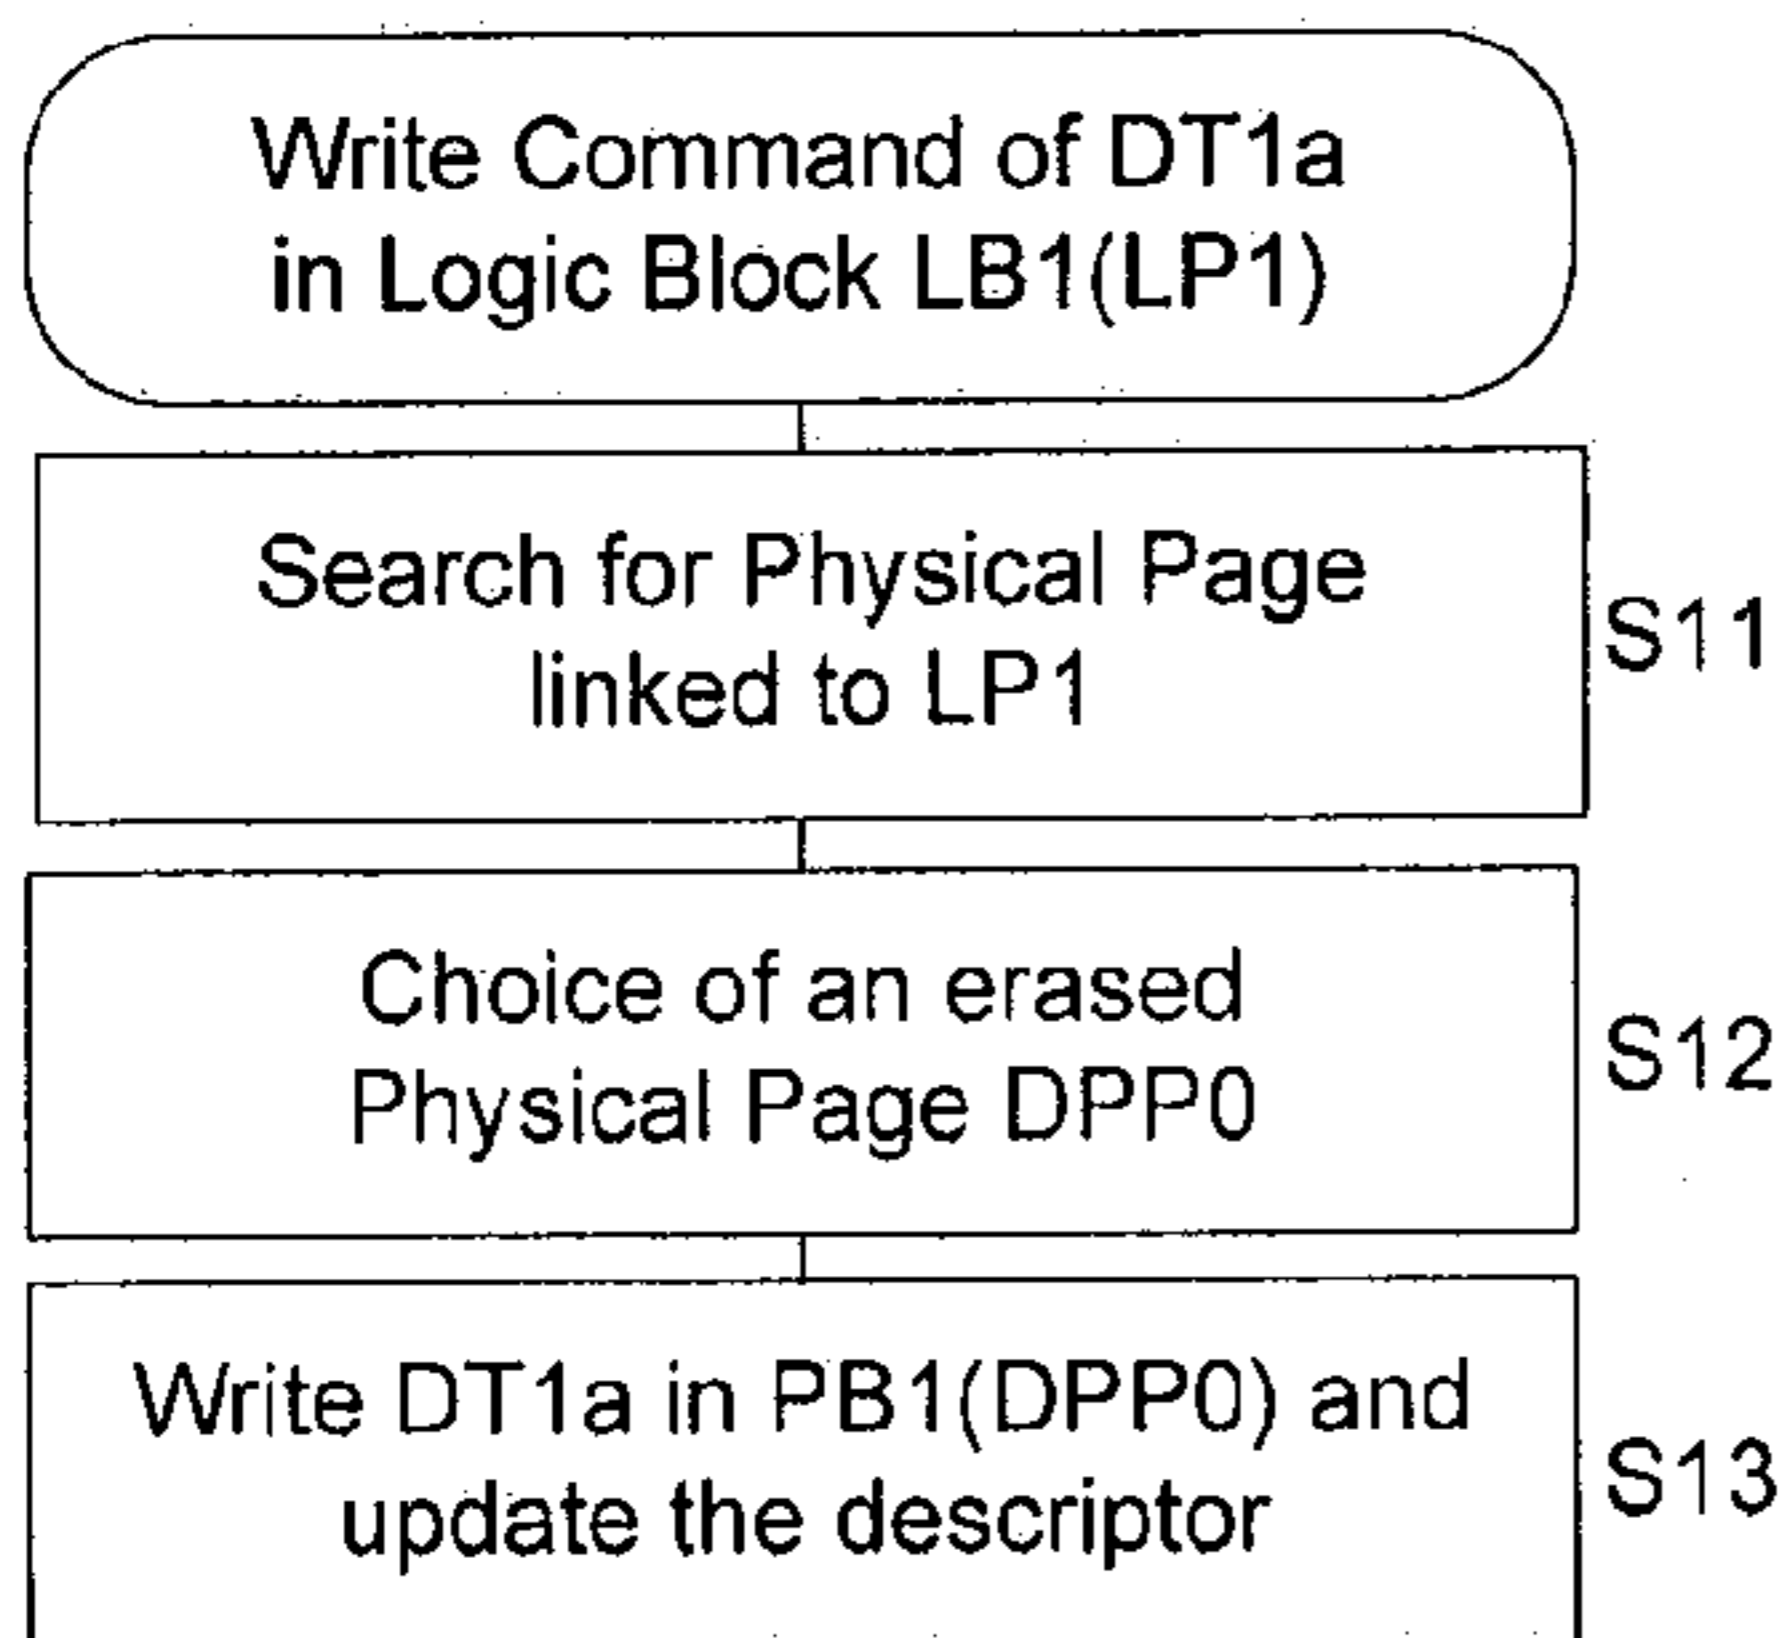 Write Command of DT1a
in Logic Block LB1(LP1)
Search for Physical Page
linked to LP1
S11
Choice of an erased
Physical Page DPP0
S12
Write DT1a in PB1(DPP0) and
update the descriptor
S13